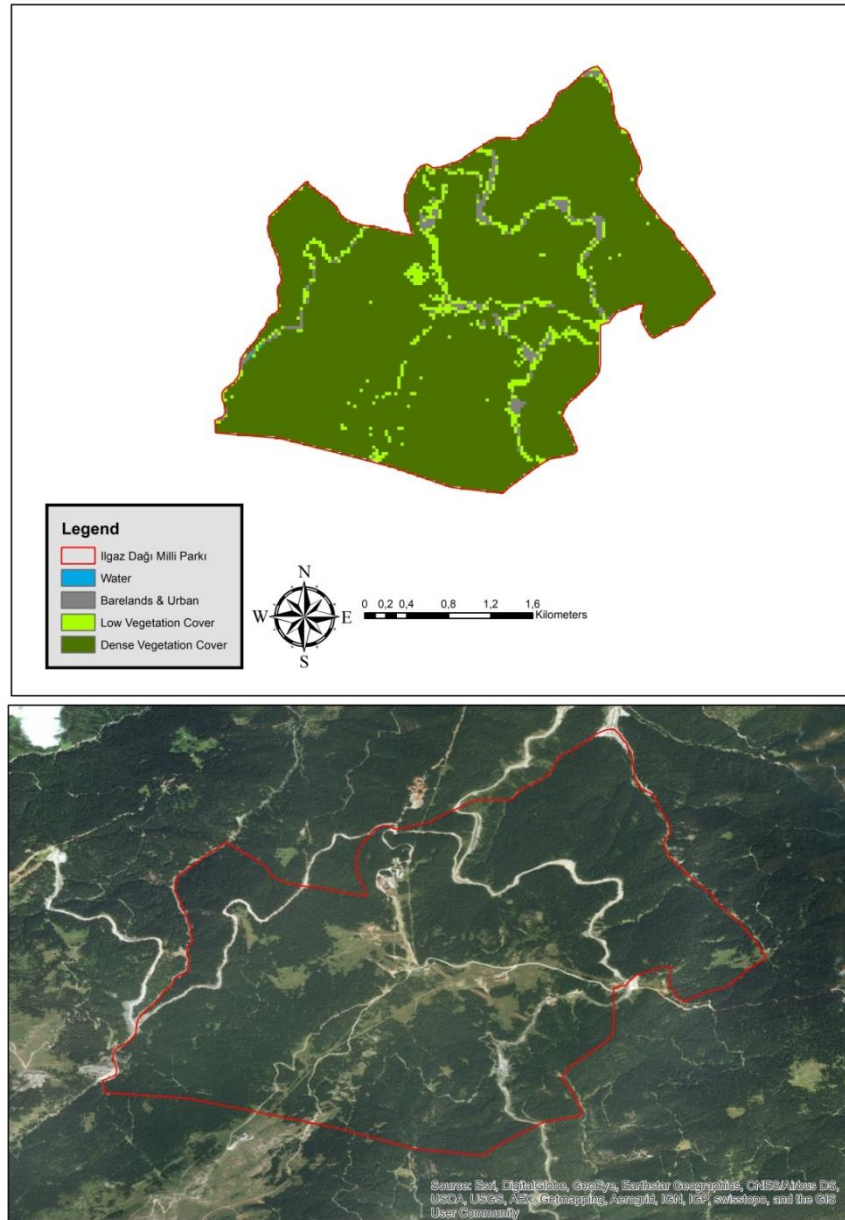 Legend
Ilgaz Dağı Milli Parkı
Water
Barelands & Urban
Low Vegetation Cover
Dense Vegetation Cover
N
W E
S
0 0,2 0,4 0,8 1,2 1,6
Kilometers
Source: Esri, DigitalGlobe, GeoEye, Earthstar Geographics, CNES/Airbus DS,
USDA, USGS, AEX, Getmapping, Aerogrid, IGN, IGP, swisstopo, and the GIS
User Community